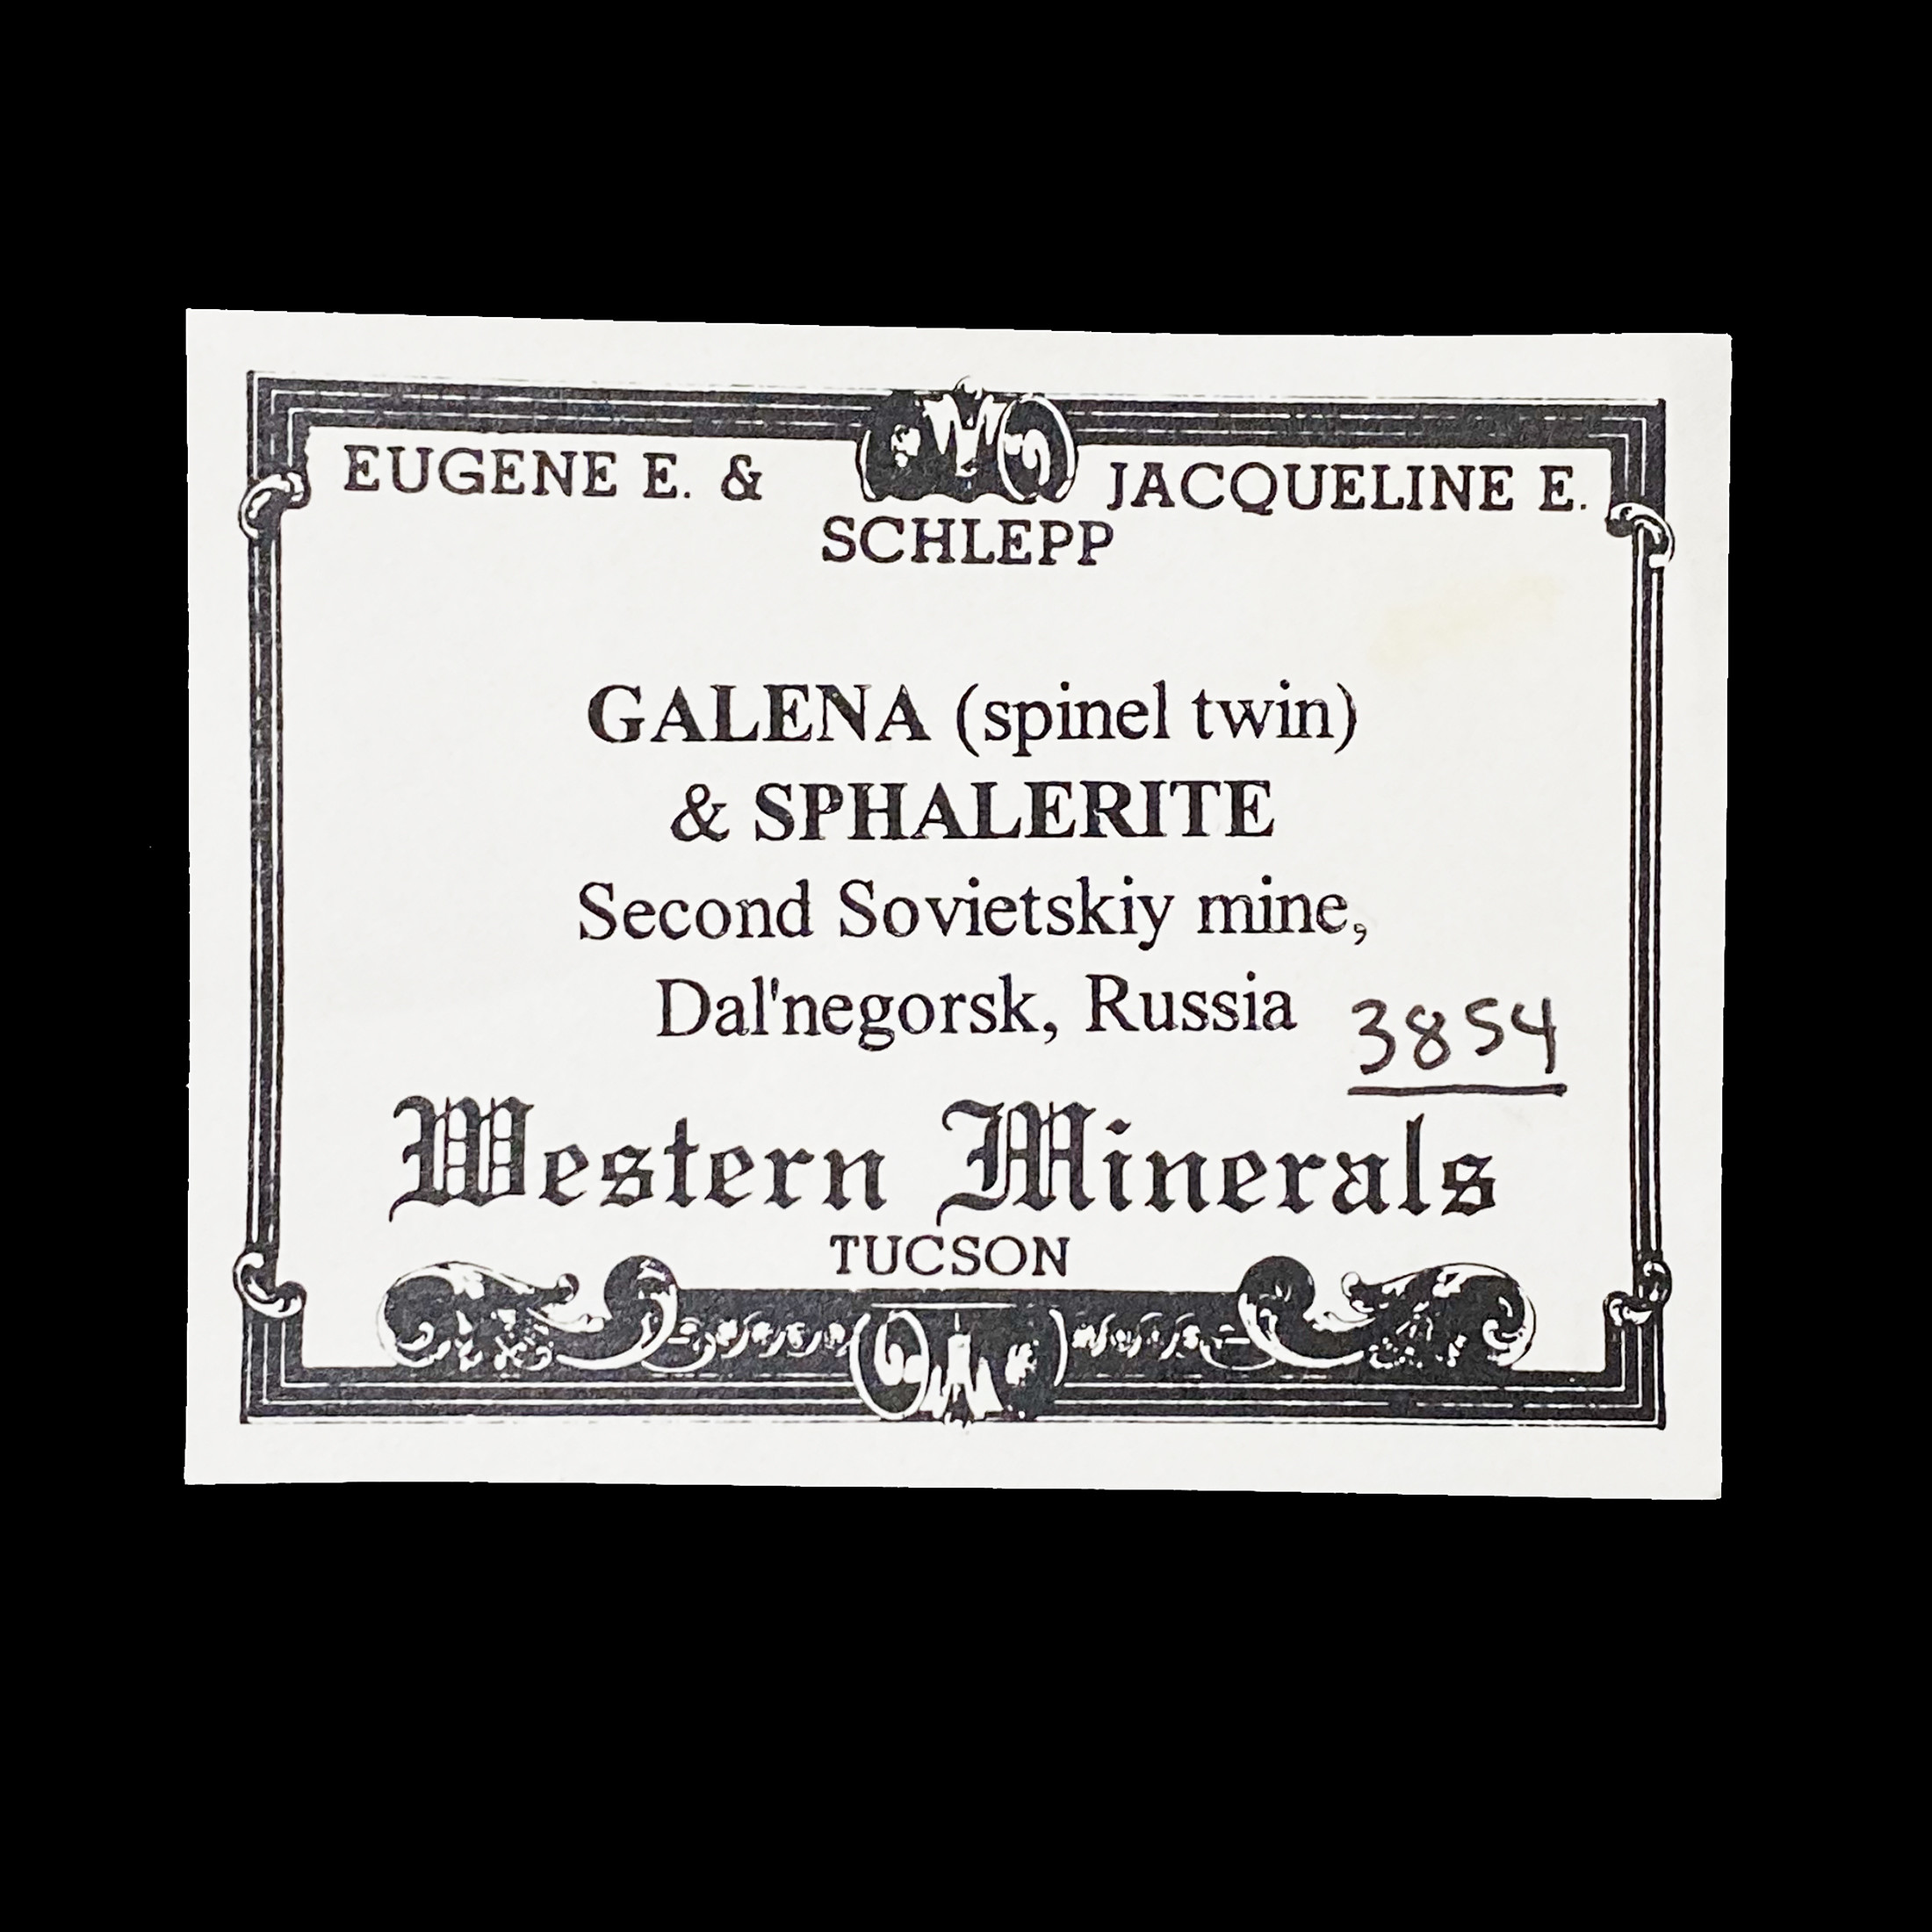 EUGENE E. & JACQUELINE E.
SCHLEPP
GALENA (spinel twin)
& SPHALERITE
Second Sovietskiy mine,
Dal'negorsk, Russia
3854
Western Minerals
TUCSON